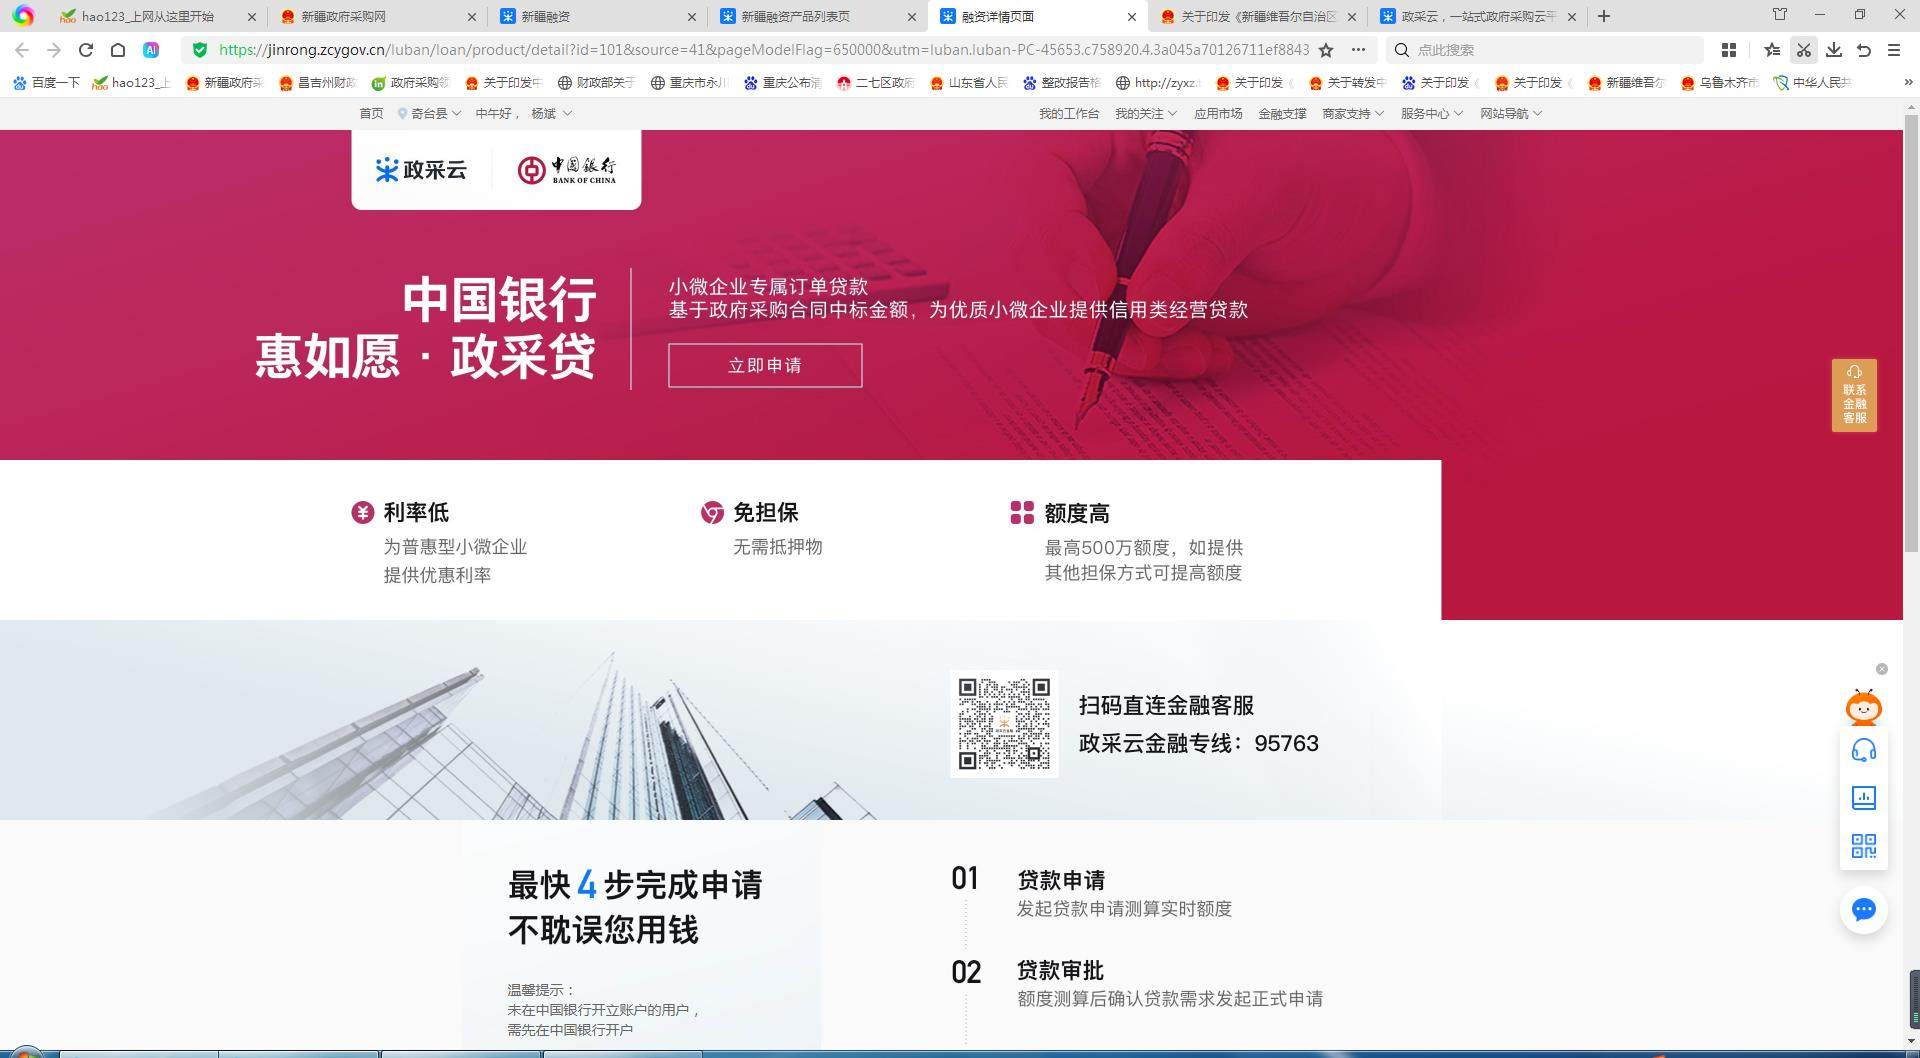 hao123_上网从这里开始
新疆政府采购网
新疆融资
新疆融资产品列表页
融资详情页面
关于印发《新疆维吾尔自治区
政采云，一站式政府采购云平
AI
https://jinrong.zcygov.cn/luban/loan/product/detail?id=101&source=41&pageModelFlag=650000&utm=luban.luban-PC-45653.c758920.4.3a045a70126711ef8843
点此搜索
百度一下
hao123_上
新疆政府采
昌吉州财政
政府采购领
关于印发中
财政部关于
重庆市永川
重庆公布清
二七区政府
山东省人民
整改报告格
http://zyxz.
关于印发《
关于转发中
关于印发《
关于印发《
新疆维吾尔
乌鲁木齐市
中华人民共
首页
奇台县
中午好，
杨斌
我的工作台
我的关注
应用市场
金融支撑
商家支持
服务中心
网站导航
政采云
中国银行
BANK OF CHINA
中国银行
惠如愿·政采贷
小微企业专属订单贷款
基于政府采购合同中标金额，为优质小微企业提供信用类经营贷款
立即申请
联系
金融
客服
利率低
为普惠型小微企业
提供优惠利率
免担保
无需抵押物
额度高
最高500万额度，如提供
其他担保方式可提高额度
扫码直连金融客服
政采云金融专线：95763
最快4步完成申请
不耽误您用钱
温馨提示：
未在中国银行开立账户的用户，
需先在中国银行开户
01
贷款申请
发起贷款申请测算实时额度
02
贷款审批
额度测算后确认贷款需求发起正式申请